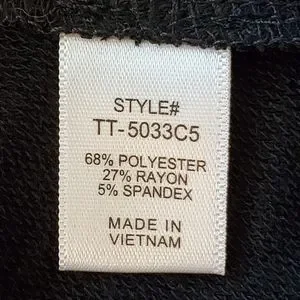 STYLE#
TT-5033C5
68% POLYESTER
27% RAYON
5% SPANDEX
MADE IN
VIETNAM